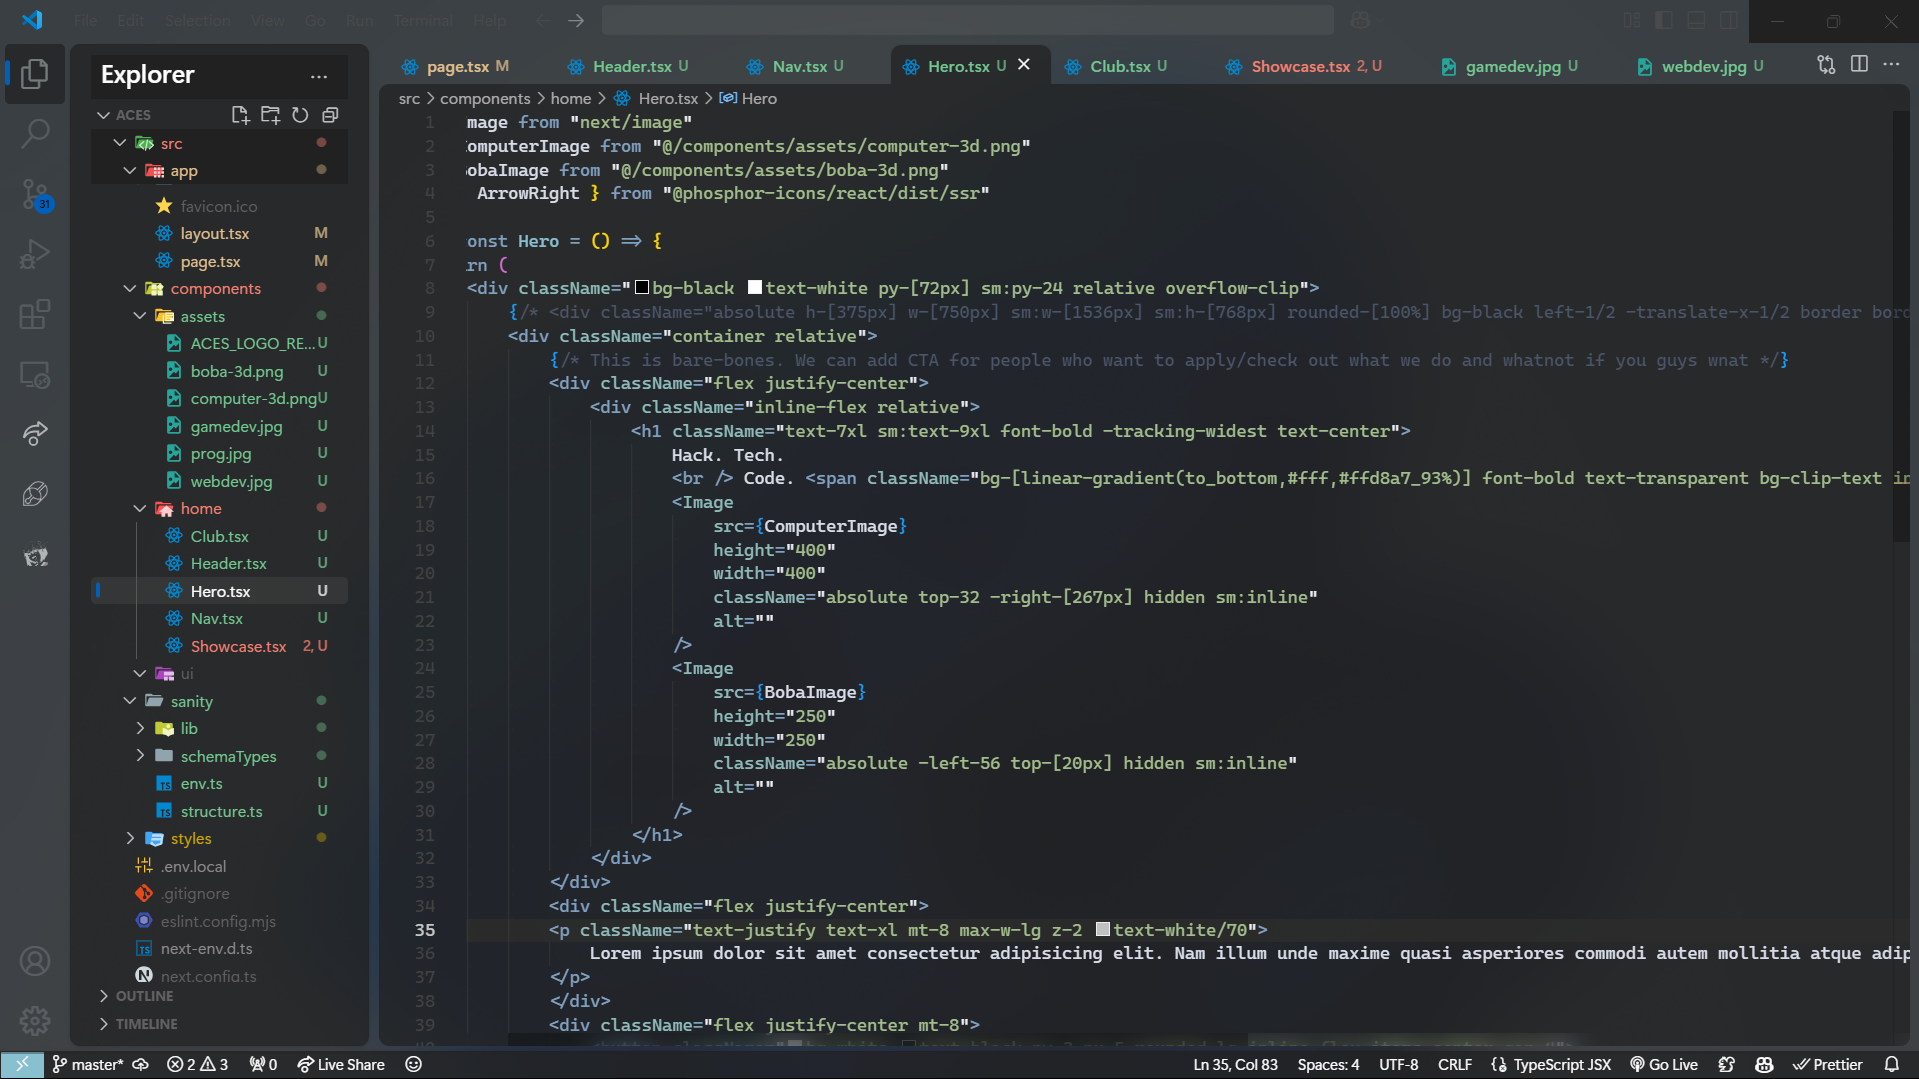 File Edit Selection View Go Run Terminal Help
Explorer
ACES
src
app
favicon.ico
layout.tsx M
page.tsx M
components
assets
ACES_LOGO_RE... U
boba-3d.png U
computer-3d.png U
gamedev.jpg U
prog.jpg U
webdev.jpg U
home
Club.tsx U
Header.tsx U
Hero.tsx U
Nav.tsx U
Showcase.tsx 2, U
ui
sanity
lib
schemaTypes
env.ts U
structure.ts U
styles
.env.local
.gitignore
eslint.config.mjs
next-env.d.ts
next.config.ts
OUTLINE
TIMELINE
31
page.tsx M Header.tsx U Nav.tsx U Hero.tsx U Club.tsx U Showcase.tsx 2, U gamedev.jpg U webdev.jpg U
src > components > home > Hero.tsx > Hero
1 mage from "next/image"
2 omputerImage from "@/components/assets/computer-3d.png"
3 obaImage from "@/components/assets/boba-3d.png"
4 ArrowRight } from "@phosphor-icons/react/dist/ssr"
5
6 onst Hero = () => {
7 rn (
8 <div className="bg-black text-white py-[72px] sm:py-24 relative overflow-clip">
9 {/* <div className="absolute h-[375px] w-[750px] sm:w-[1536px] sm:h-[768px] rounded-[100%] bg-black left-1/2 -translate-x-1/2 border bord
10 <div className="container relative">
11 {/* This is bare-bones. We can add CTA for people who want to apply/check out what we do and whatnot if you guys wnat */}
12 <div className="flex justify-center">
13 <div className="inline-flex relative">
14 <h1 className="text-7xl sm:text-9xl font-bold -tracking-widest text-center">
15 Hack. Tech.
16 <br /> Code. <span className="bg-[linear-gradient(to_bottom,#fff,#ffd8a7_93%)] font-bold text-transparent bg-clip-text in
17 <Image
18 src={ComputerImage}
19 height="400"
20 width="400"
21 className="absolute top-32 -right-[267px] hidden sm:inline"
22 alt=""
23 />
24 <Image
25 src={BobaImage}
26 height="250"
27 width="250"
28 className="absolute -left-56 top-[20px] hidden sm:inline"
29 alt=""
30 />
31 </h1>
32 </div>
33 </div>
34 <div className="flex justify-center">
35 <p className="text-justify text-xl mt-8 max-w-lg z-2 text-white/70">
36 Lorem ipsum dolor sit amet consectetur adipisicing elit. Nam illum unde maxime quasi asperiores commodi autem mollitia atque adip
37 </p>
38 </div>
39 <div className="flex justify-center mt-8">
master* 2 3 0 Live Share Ln 35, Col 83 Spaces: 4 UTF-8 CRLF {} TypeScript JSX Go Live Prettier